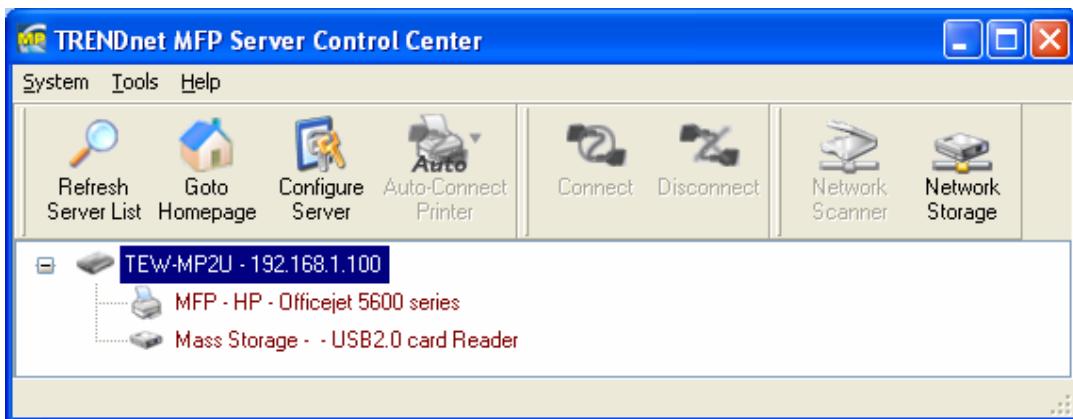 MP TRENDnet MFP Server Control Center
System Tools Help
Refresh Server List
Goto Homepage
Configure Server
Auto
Auto-Connect Printer
Connect
Disconnect
Network Scanner
Network Storage
TEW-MP2U - 192.168.1.100
MFP - HP - Officejet 5600 series
Mass Storage - - USB2.0 card Reader